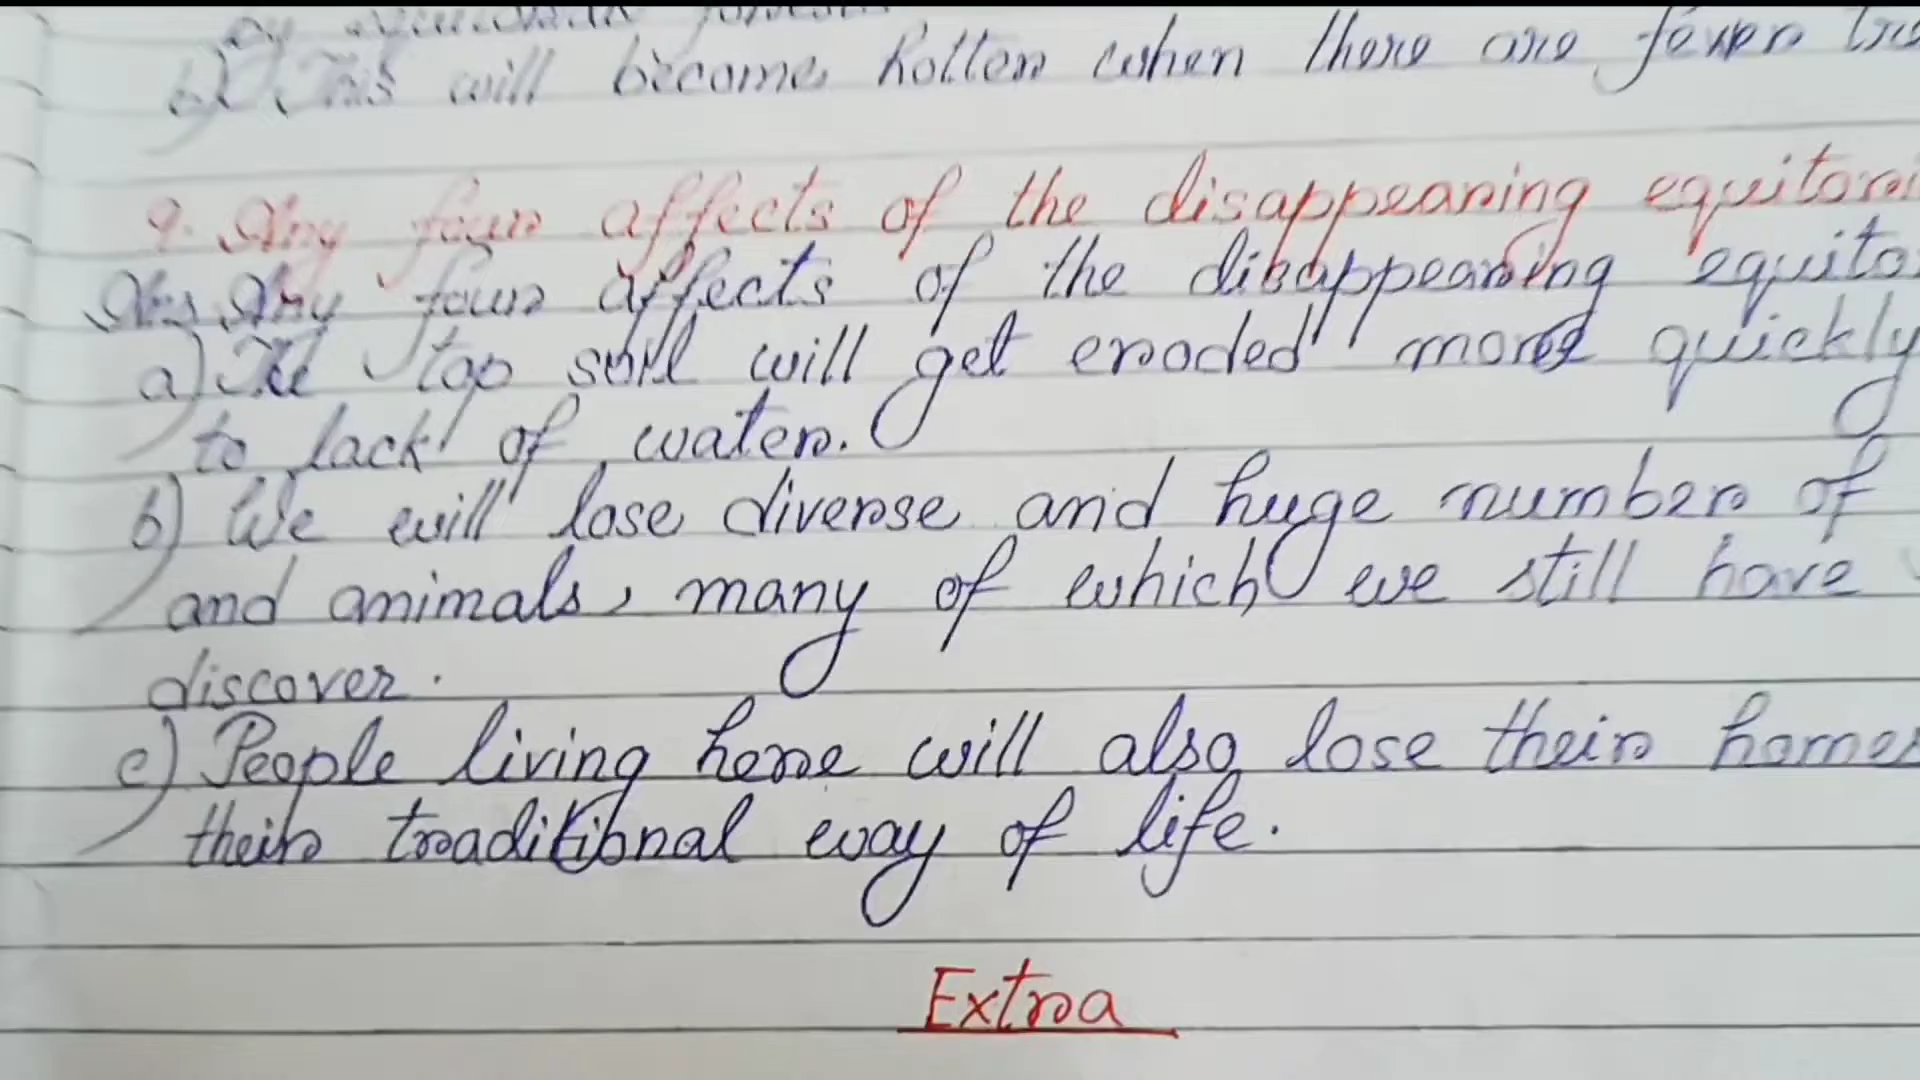 by
b) This will become hotter when there are fewer
9. Any four affects of the disappearing equitori
Ans Any four affects of the disappearing equito
a) The top soil will get eroded more quickly
to lack of water.
b) We will lose diverse and huge number of
and animals, many of which we still have
discover.
c) People living here will also lose their homes
their traditional way of life.
Extra